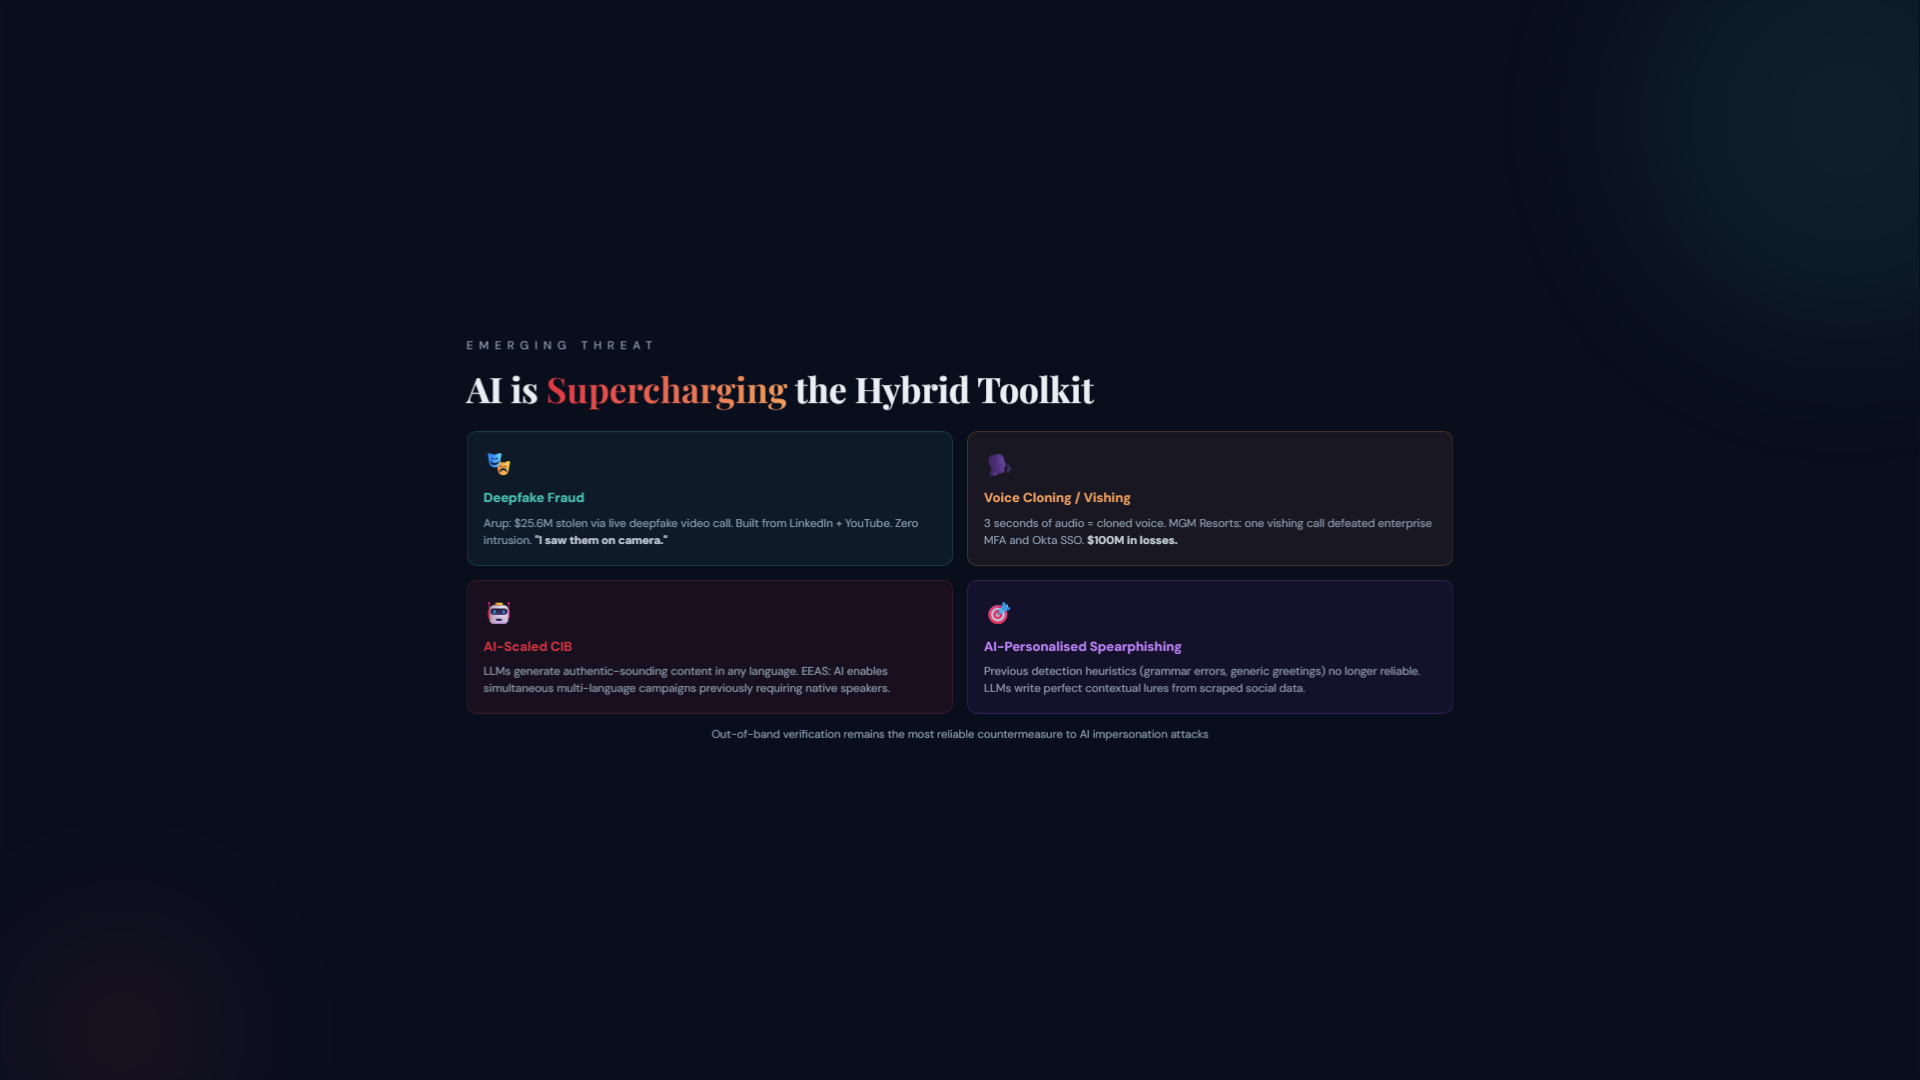 EMERGING THREAT
AI is Supercharging the Hybrid Toolkit
Deepfake Fraud
Arup: $25.6M stolen via live deepfake video call. Built from LinkedIn + YouTube. Zero
intrusion. "I saw them on camera."
Voice Cloning / Vishing
3 seconds of audio = cloned voice. MGM Resorts: one vishing call defeated enterprise
MFA and Okta SSO. $100M in losses.
AI-Scaled CIB
LLMs generate authentic-sounding content in any language. EEAS: AI enables
simultaneous multi-language campaigns previously requiring native speakers.
AI-Personalised Spearphishing
Previous detection heuristics (grammar errors, generic greetings) no longer reliable.
LLMs write perfect contextual lures from scraped social data.
Out-of-band verification remains the most reliable countermeasure to AI impersonation attacks